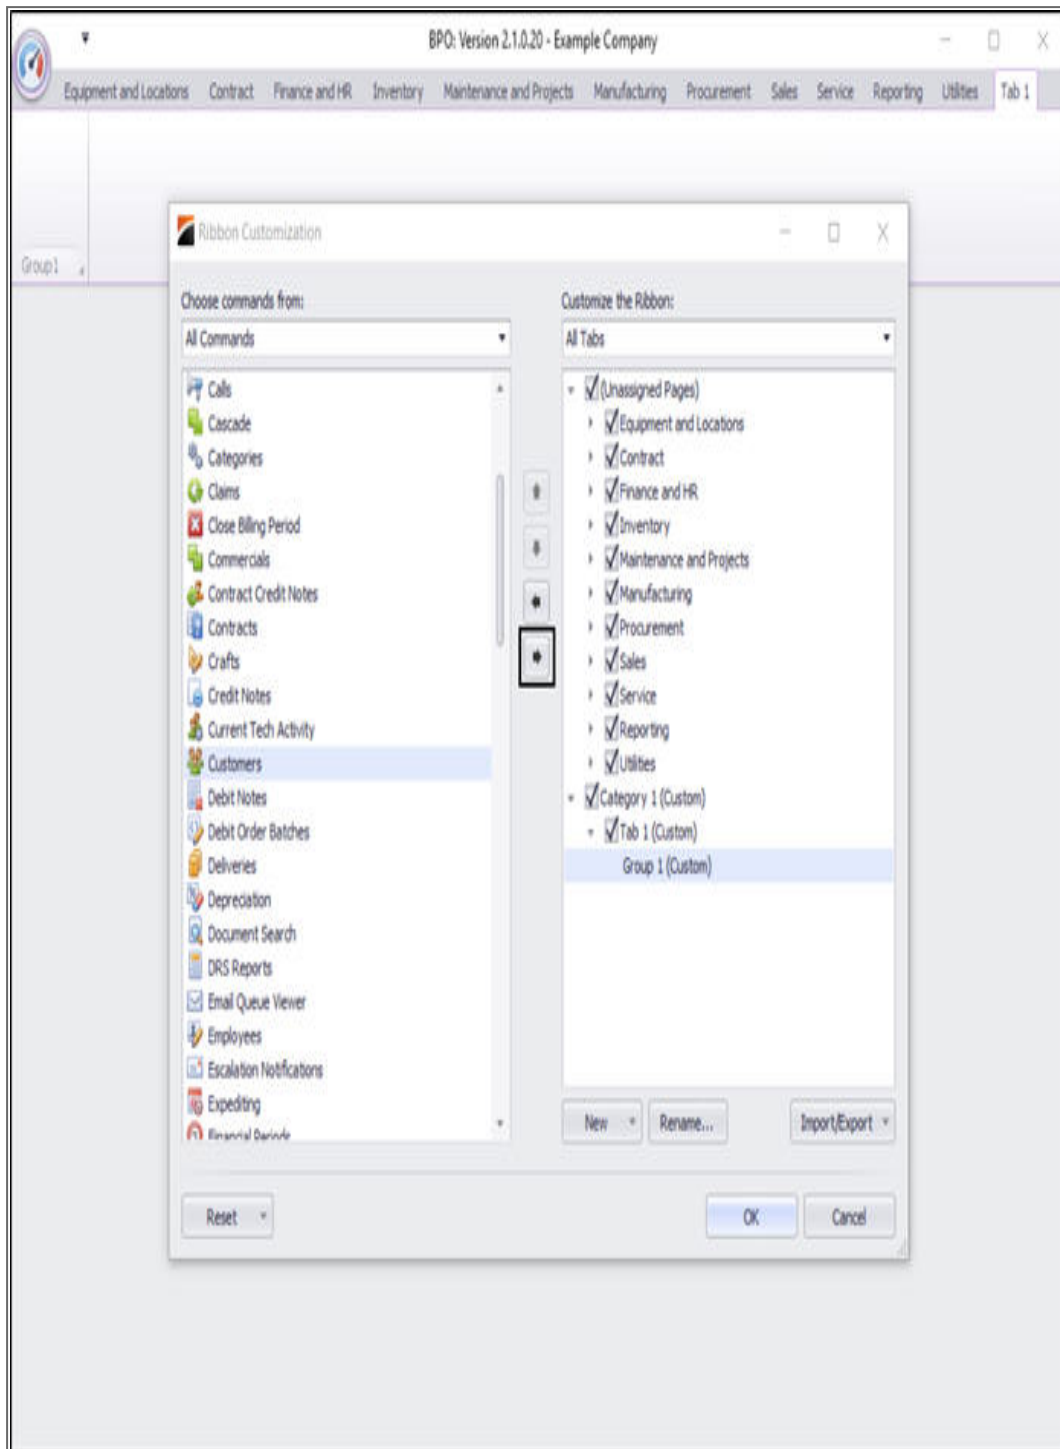 BPO: Version 2.1.0.20 - Example Company
Equipment and Locations Contract Finance and HR Inventory Maintenance and Projects Manufacturing Procurement Sales Service Reporting Utilities Tab 1
Group1
Ribbon Customization
Choose commands from:
All Commands
Calls
Cascade
Categories
Claims
Close Billing Period
Commercials
Contract Credit Notes
Contracts
Crafts
Credit Notes
Current Tech Activity
Customers
Debit Notes
Debit Order Batches
Deliveries
Depreciation
Document Search
DRS Reports
Email Queue Viewer
Employees
Escalation Notifications
Expediting
Financial Periods
Customize the Ribbon:
All Tabs
(Unassigned Pages)
Equipment and Locations
Contract
Finance and HR
Inventory
Maintenance and Projects
Manufacturing
Procurement
Sales
Service
Reporting
Utilities
Category 1 (Custom)
Tab 1 (Custom)
Group 1 (Custom)
New Rename... Import/Export
Reset OK Cancel